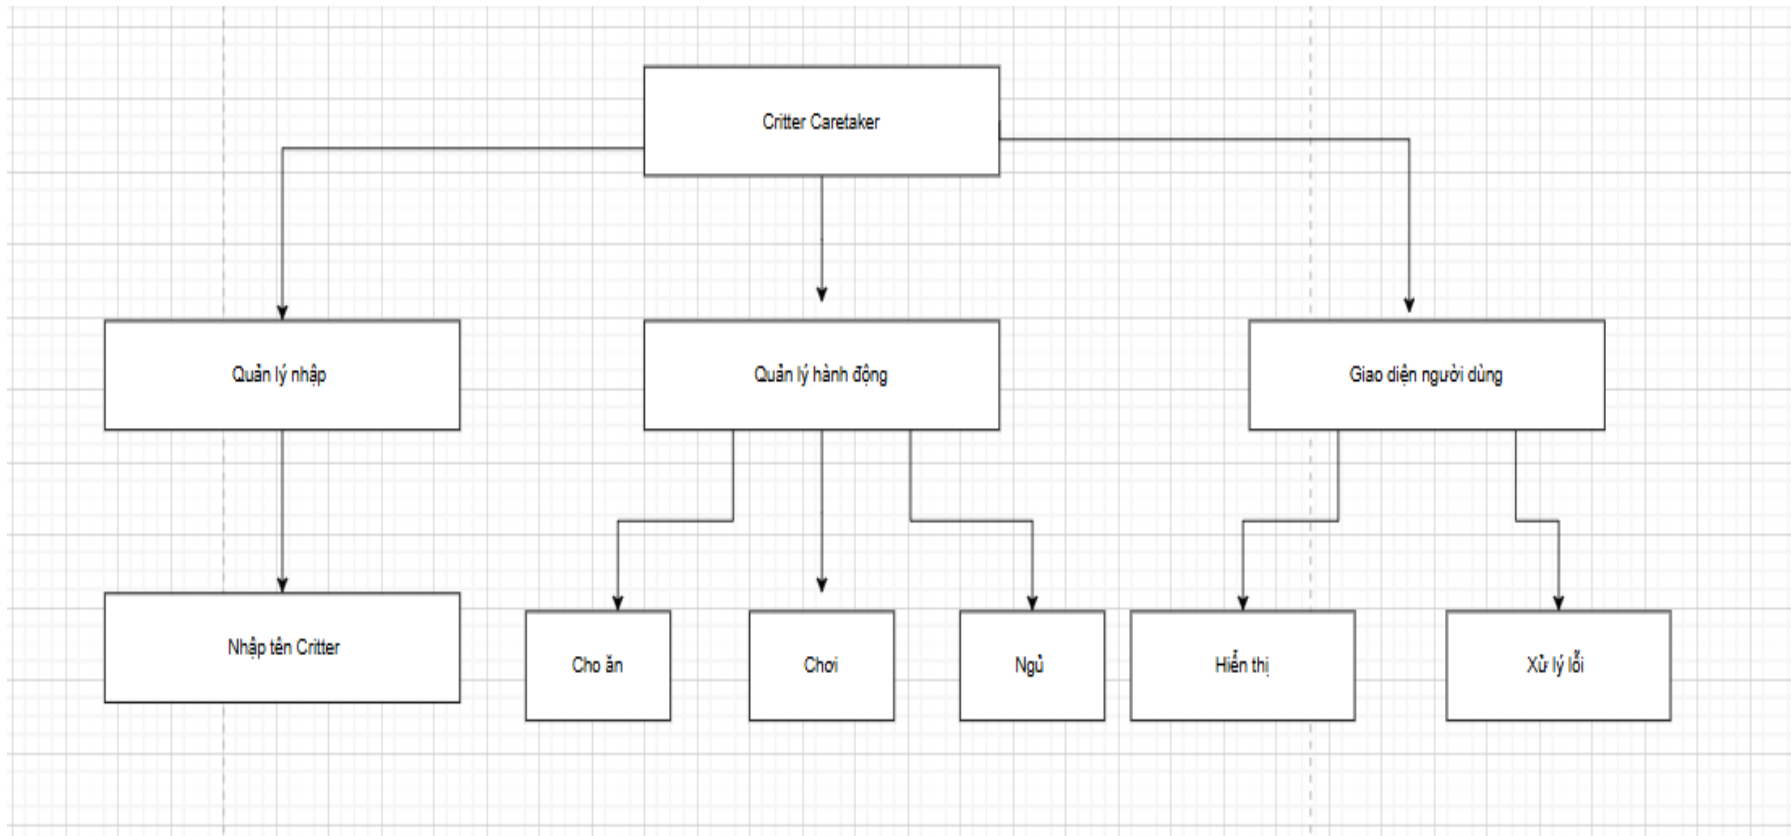 Critter Caretaker
Quản lý nhập
Quản lý hành động
Giao diện người dùng
Nhập tên Critter
Cho ăn
Chơi
Ngủ
Hiển thị
Xử lý lỗi